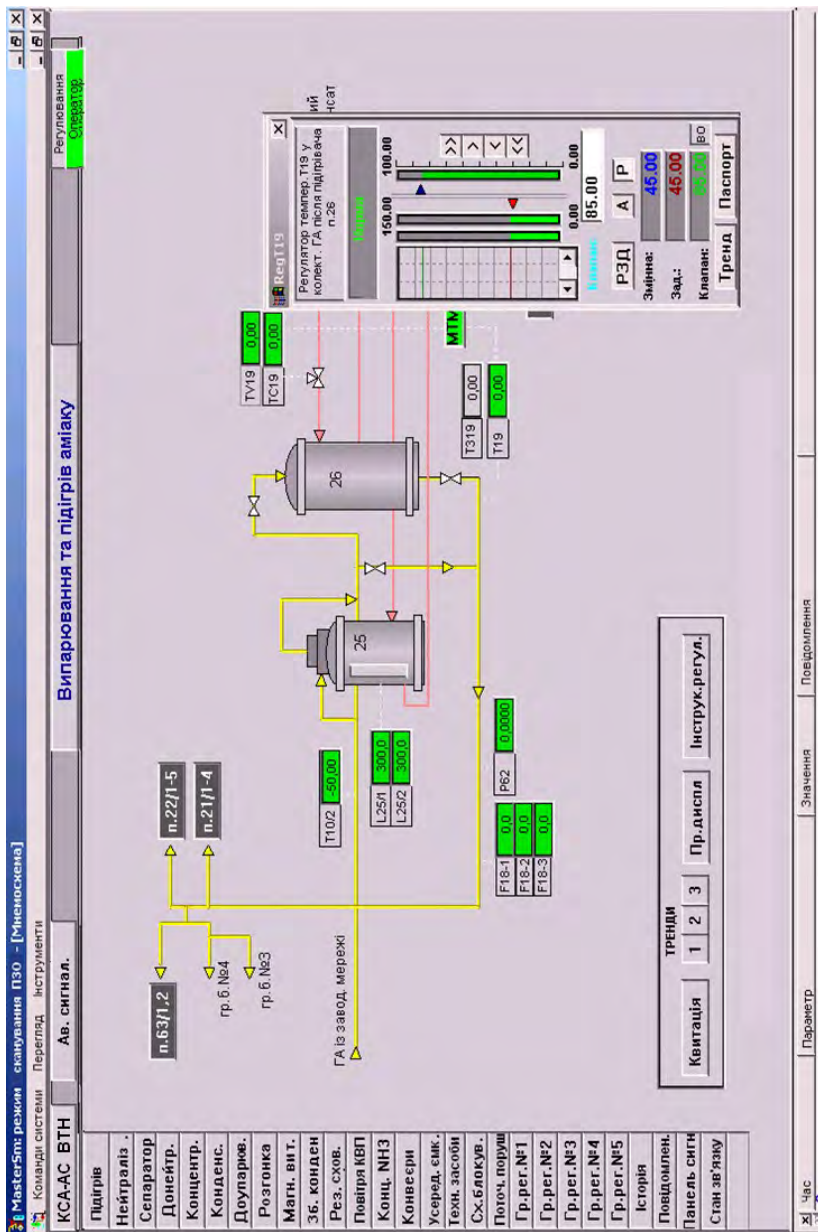 MasterSm: режим сканування ПЗО - [Мнемосхема]
Команди системи Перегляд Інструменти
КСА-АС ВТН
Ав. сигнал.
Випарювання та підігрів аміаку
Регулювання
Оператор
Підігрів
Нейтраліз .
Сепаратор
Донейтр.
Концентр.
Конденс.
Доупарюв.
Розгонка
Магн. вит.
Зб. конден
Рез. схов.
Повітря КВП
Конц. NH3
Конвеєри
Усеред. ємк.
Техн. засоби
Сх.блокув.
Поточ. поруш
Гр.рег.№1
Гр.рег.№2
Гр.рег.№3
Гр.рег.№4
Гр.рег.№5
Історія
Повідомлен.
Панель сигн
Стан зв'язку
п.63/1,2
гр.б.№4
гр.б.№3
п.22/1-5
п.21/1-4
ГА із завод. мережі
T10/2 -50,00
L25/1 300,0
L25/2 300,0
25
26
TV19 0,00
TC19 0,00
T319 0,00
T19 0,00
F18-1 0,0
F18-2 0,0
F18-3 0,0
P62 0,0000
МТМ
ий
нсат
RegT19
Регулятор темпер. Т19 у
колект. ГА після підігрівача
п.26
Норма
150.00 100.00
0.00 0.00
>>
>
<
<<
Клапан: 85.00
РЗД А Р
Змінна: 45.00
Зад.: 45.00
Клапан: ВО
Тренд Паспорт
ТРЕНДИ
Квитація 1 2 3 Пр.диспл Інструк.регул.
Час Параметр Значення Повідомлення